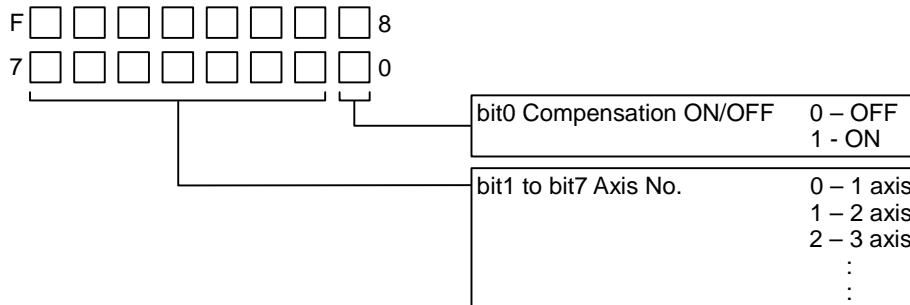 F 8
7 0
bit0 Compensation ON/OFF 0 – OFF
1 - ON
bit1 to bit7 Axis No. 0 – 1 axis
1 – 2 axis
2 – 3 axis
:
: